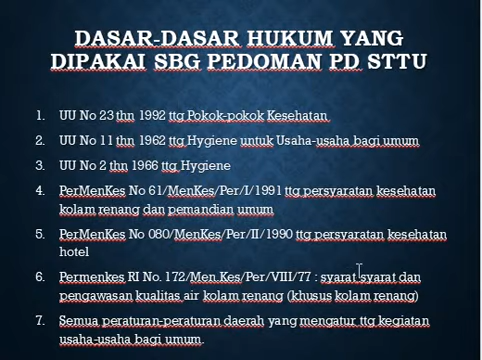 DASAR-DASAR HUKUM YANG
DIPAKAI SBG PEDOMAN PD STTU
1. UU No 23 thn 1992 ttg Pokok-pokok Kesehatan
2. UU No 11 thn 1962 ttg Hygiene untuk Usaha-usaha bagi umum
3. UU No 2 thn 1966 ttg Hygiene
4. PerMenKes No 61/MenKes/Per/I/1991 ttg persyaratan kesehatan
kolam renang dan pemandian umum
5. PerMenKes No 080/MenKes/Per/II/1990 ttg persyaratan kesehatan
hotel
6. Permenkes RI No. 172/Men.Kes/Per/VIII/77 : syarat syarat dan
pengawasan kualitas air kolam renang (khusus kolam renang)
7. Semua peraturan-peraturan daerah yang mengatur ttg kegiatan
usaha-usaha bagi umum.